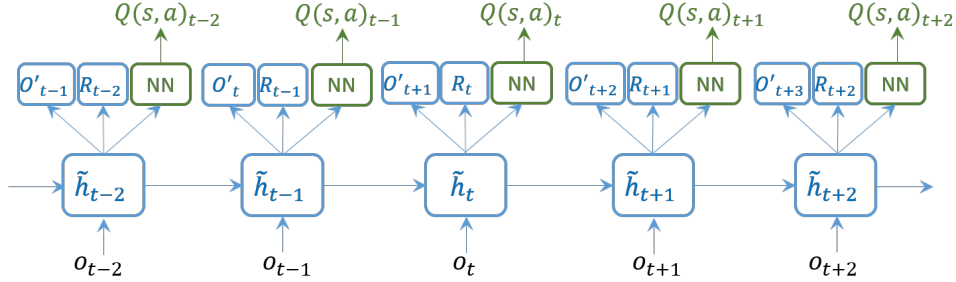 Q(s,a)ₜ₋₂ Q(s,a)ₜ₋₁ Q(s,a)ₜ Q(s,a)ₜ₊₁ Q(s,a)ₜ₊₂
O'ₜ₋₁ Rₜ₋₂ NN O'ₜ Rₜ₋₁ NN O'ₜ₊₁ Rₜ NN O'ₜ₊₂ Rₜ₊₁ NN O'ₜ₊₃ Rₜ₊₂ NN
h̃ₜ₋₂ h̃ₜ₋₁ h̃ₜ h̃ₜ₊₁ h̃ₜ₊₂
oₜ₋₂ oₜ₋₁ oₜ oₜ₊₁ oₜ₊₂